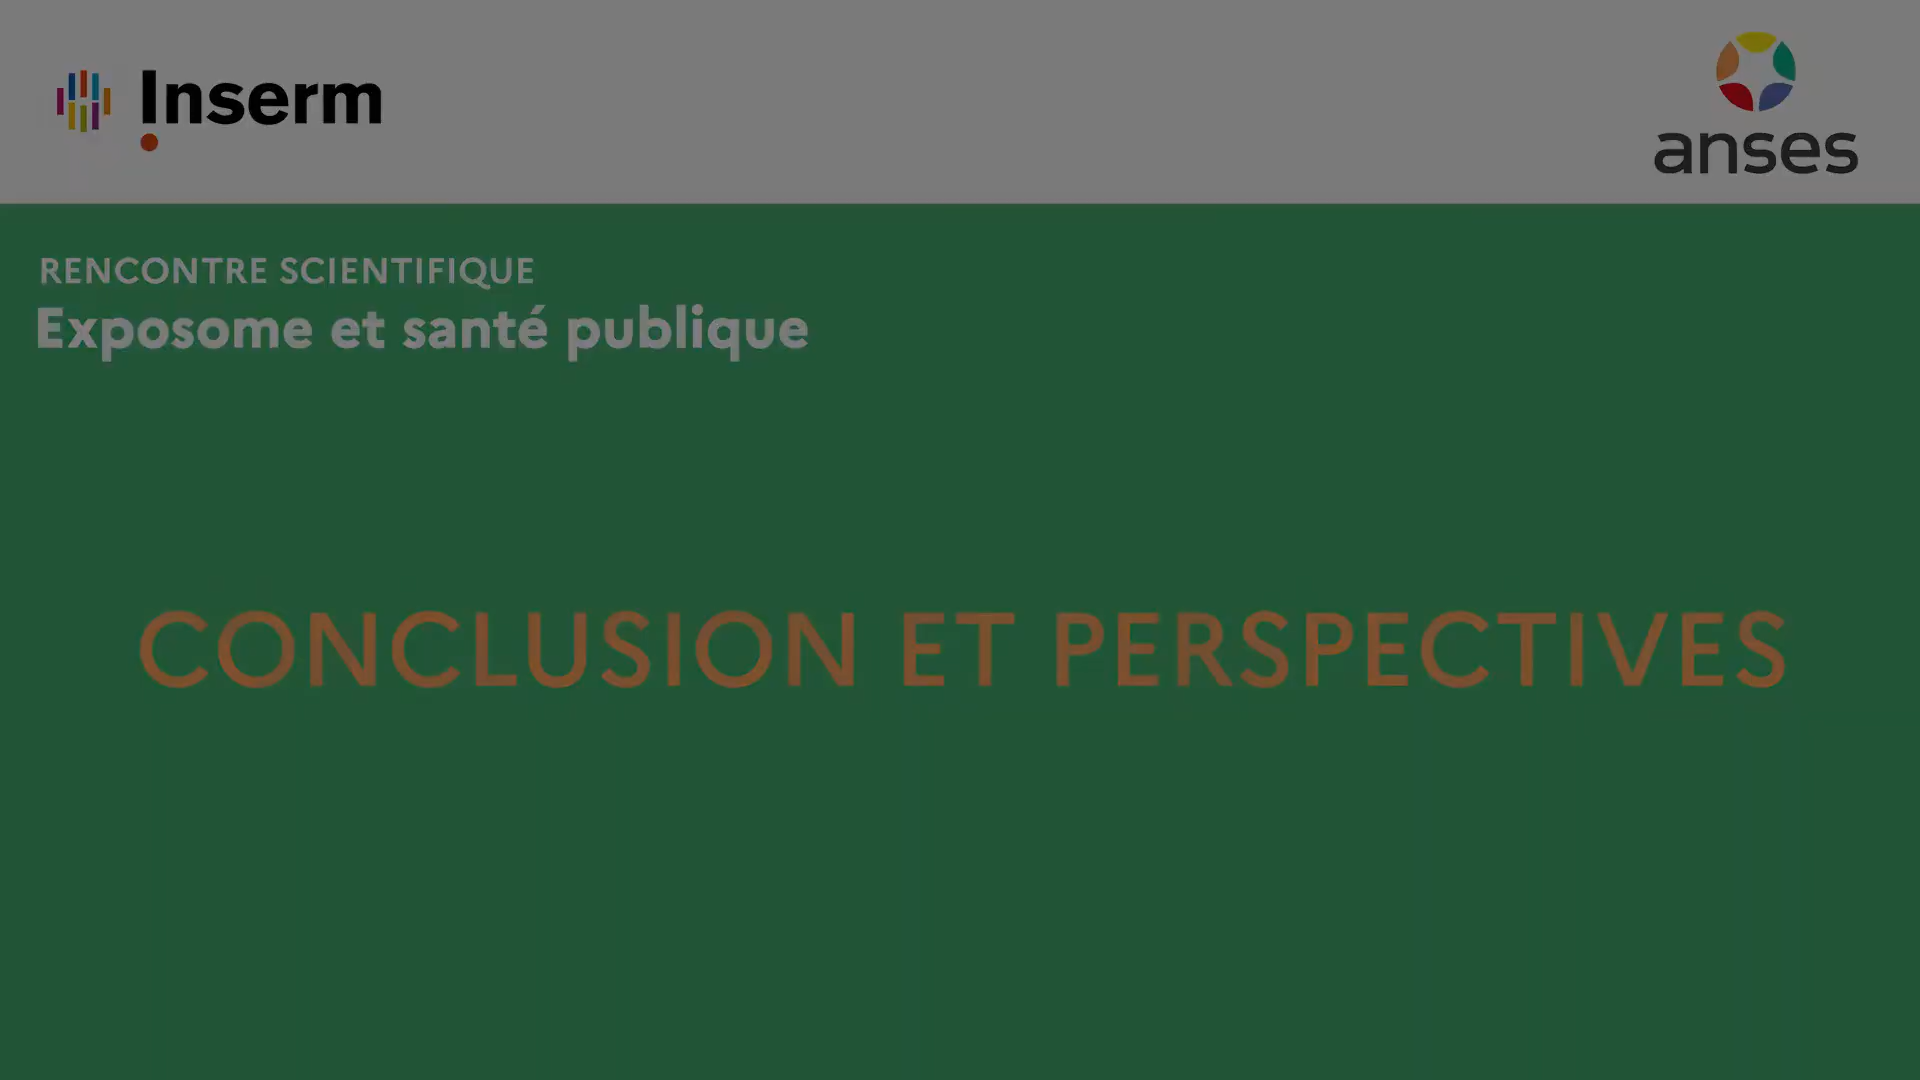 Inserm
anses
RENCONTRE SCIENTIFIQUE
Exposome et santé publique
CONCLUSION ET PERSPECTIVES